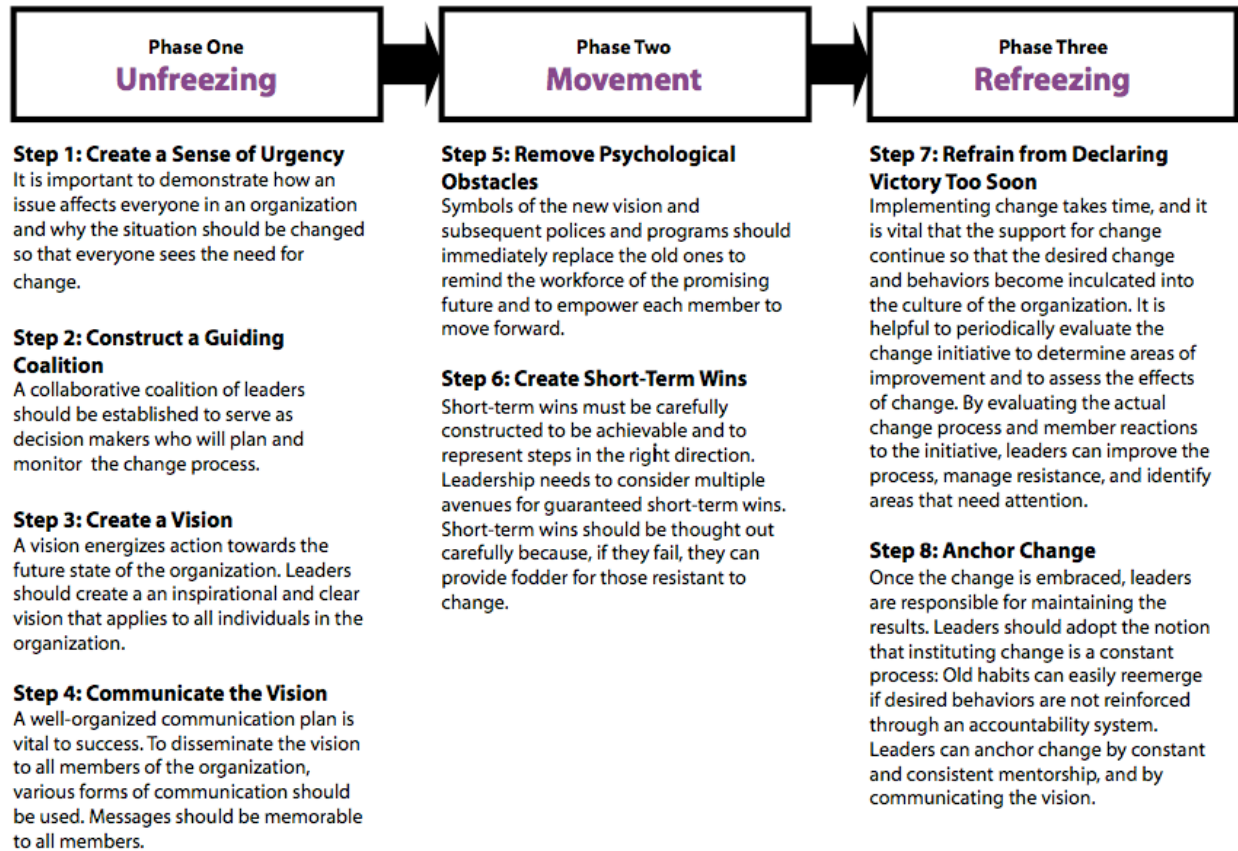 Phase One
Unfreezing
Step 1: Create a Sense of Urgency
It is important to demonstrate how an
issue affects everyone in an organization
and why the situation should be changed
so that everyone sees the need for
change.
Step 2: Construct a Guiding
Coalition
A collaborative coalition of leaders
should be established to serve as
decision makers who will plan and
monitor the change process.
Step 3: Create a Vision
A vision energizes action towards the
future state of the organization. Leaders
should create a an inspirational and clear
vision that applies to all individuals in the
organization.
Step 4: Communicate the Vision
A well-organized communication plan is
vital to success. To disseminate the vision
to all members of the organization,
various forms of communication should
be used. Messages should be memorable
to all members.
Phase Two
Movement
Step 5: Remove Psychological
Obstacles
Symbols of the new vision and
subsequent polices and programs should
immediately replace the old ones to
remind the workforce of the promising
future and to empower each member to
move forward.
Step 6: Create Short-Term Wins
Short-term wins must be carefully
constructed to be achievable and to
represent steps in the right direction.
Leadership needs to consider multiple
avenues for guaranteed short-term wins.
Short-term wins should be thought out
carefully because, if they fail, they can
provide fodder for those resistant to
change.
Phase Three
Refreezing
Step 7: Refrain from Declaring
Victory Too Soon
Implementing change takes time, and it
is vital that the support for change
continue so that the desired change
and behaviors become inculcated into
the culture of the organization. It is
helpful to periodically evaluate the
change initiative to determine areas of
improvement and to assess the effects
of change. By evaluating the actual
change process and member reactions
to the initiative, leaders can improve the
process, manage resistance, and identify
areas that need attention.
Step 8: Anchor Change
Once the change is embraced, leaders
are responsible for maintaining the
results. Leaders should adopt the notion
that instituting change is a constant
process: Old habits can easily reemerge
if desired behaviors are not reinforced
through an accountability system.
Leaders can anchor change by constant
and consistent mentorship, and by
communicating the vision.